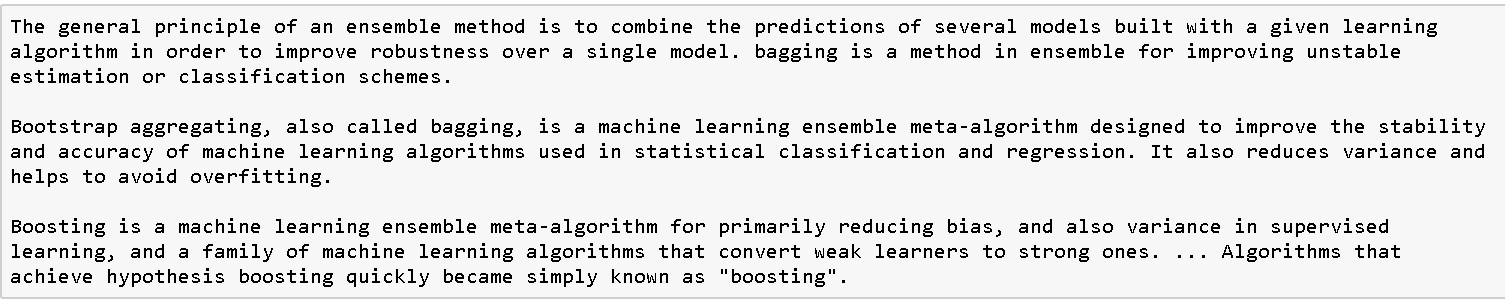 The general principle of an ensemble method is to combine the predictions of several models built with a given learning
algorithm in order to improve robustness over a single model. bagging is a method in ensemble for improving unstable
estimation or classification schemes.
Bootstrap aggregating, also called bagging, is a machine learning ensemble meta-algorithm designed to improve the stability
and accuracy of machine learning algorithms used in statistical classification and regression. It also reduces variance and
helps to avoid overfitting.
Boosting is a machine learning ensemble meta-algorithm for primarily reducing bias, and also variance in supervised
learning, and a family of machine learning algorithms that convert weak learners to strong ones. ... Algorithms that
achieve hypothesis boosting quickly became simply known as "boosting".